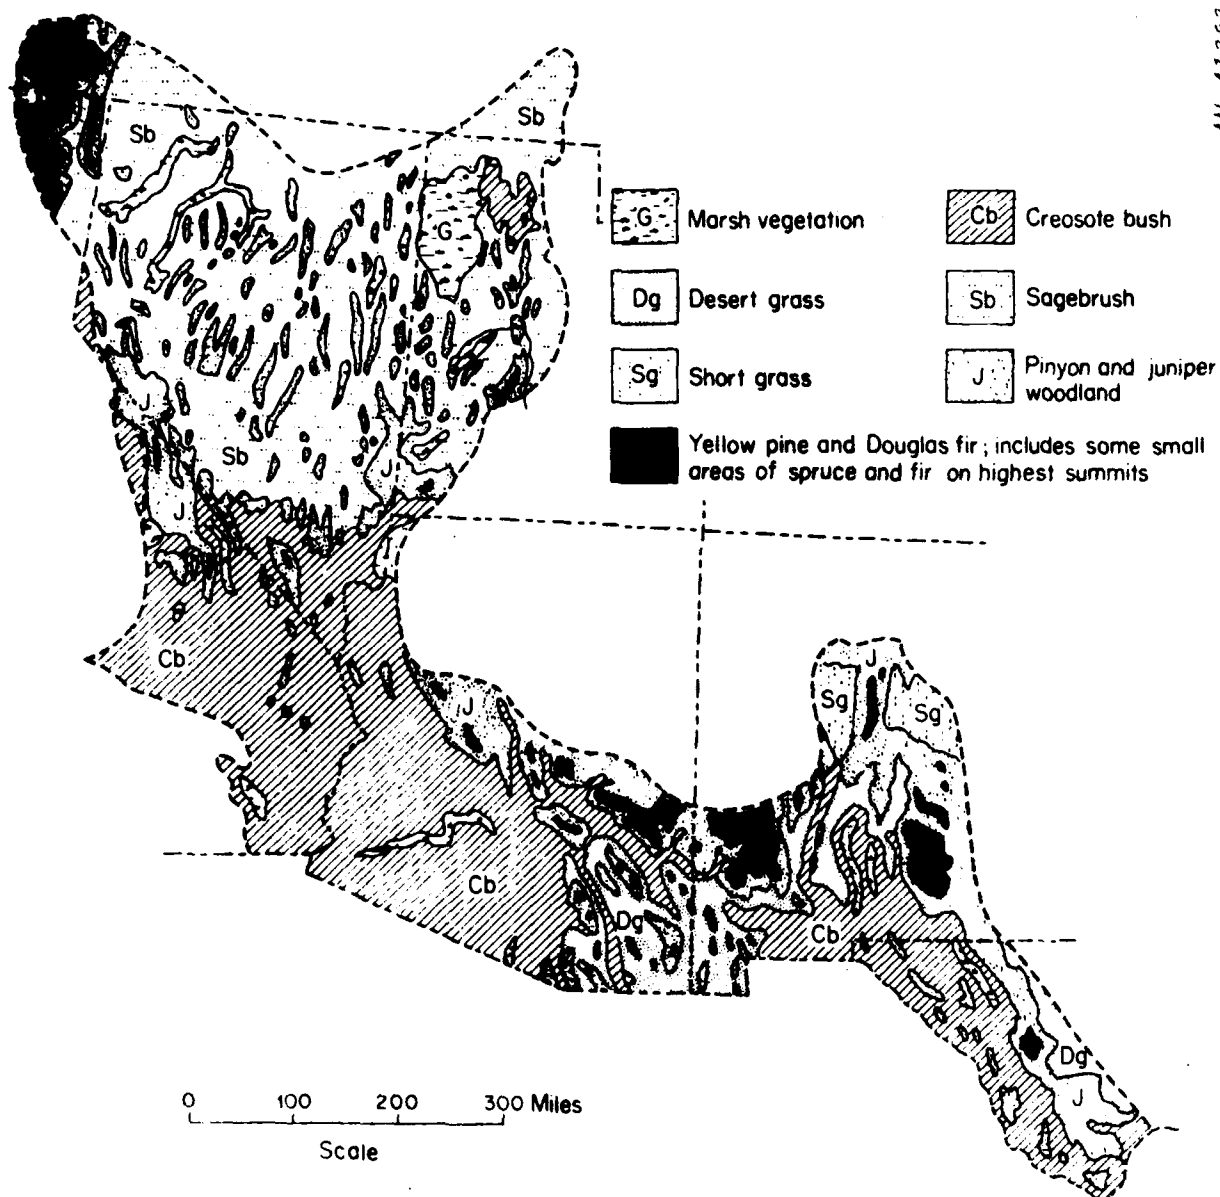 Sb
Sb
G
J
Sb
J
J
J
Cb
J
J
Sg
Sg
Cb
Dg
Cb
Dg
J
G Marsh vegetation
Cb Creosote bush
Dg Desert grass
Sb Sagebrush
Sg Short grass
J Pinyon and juniper
woodland
Yellow pine and Douglas fir; includes some small
areas of spruce and fir on highest summits
0 100 200 300 Miles
Scale